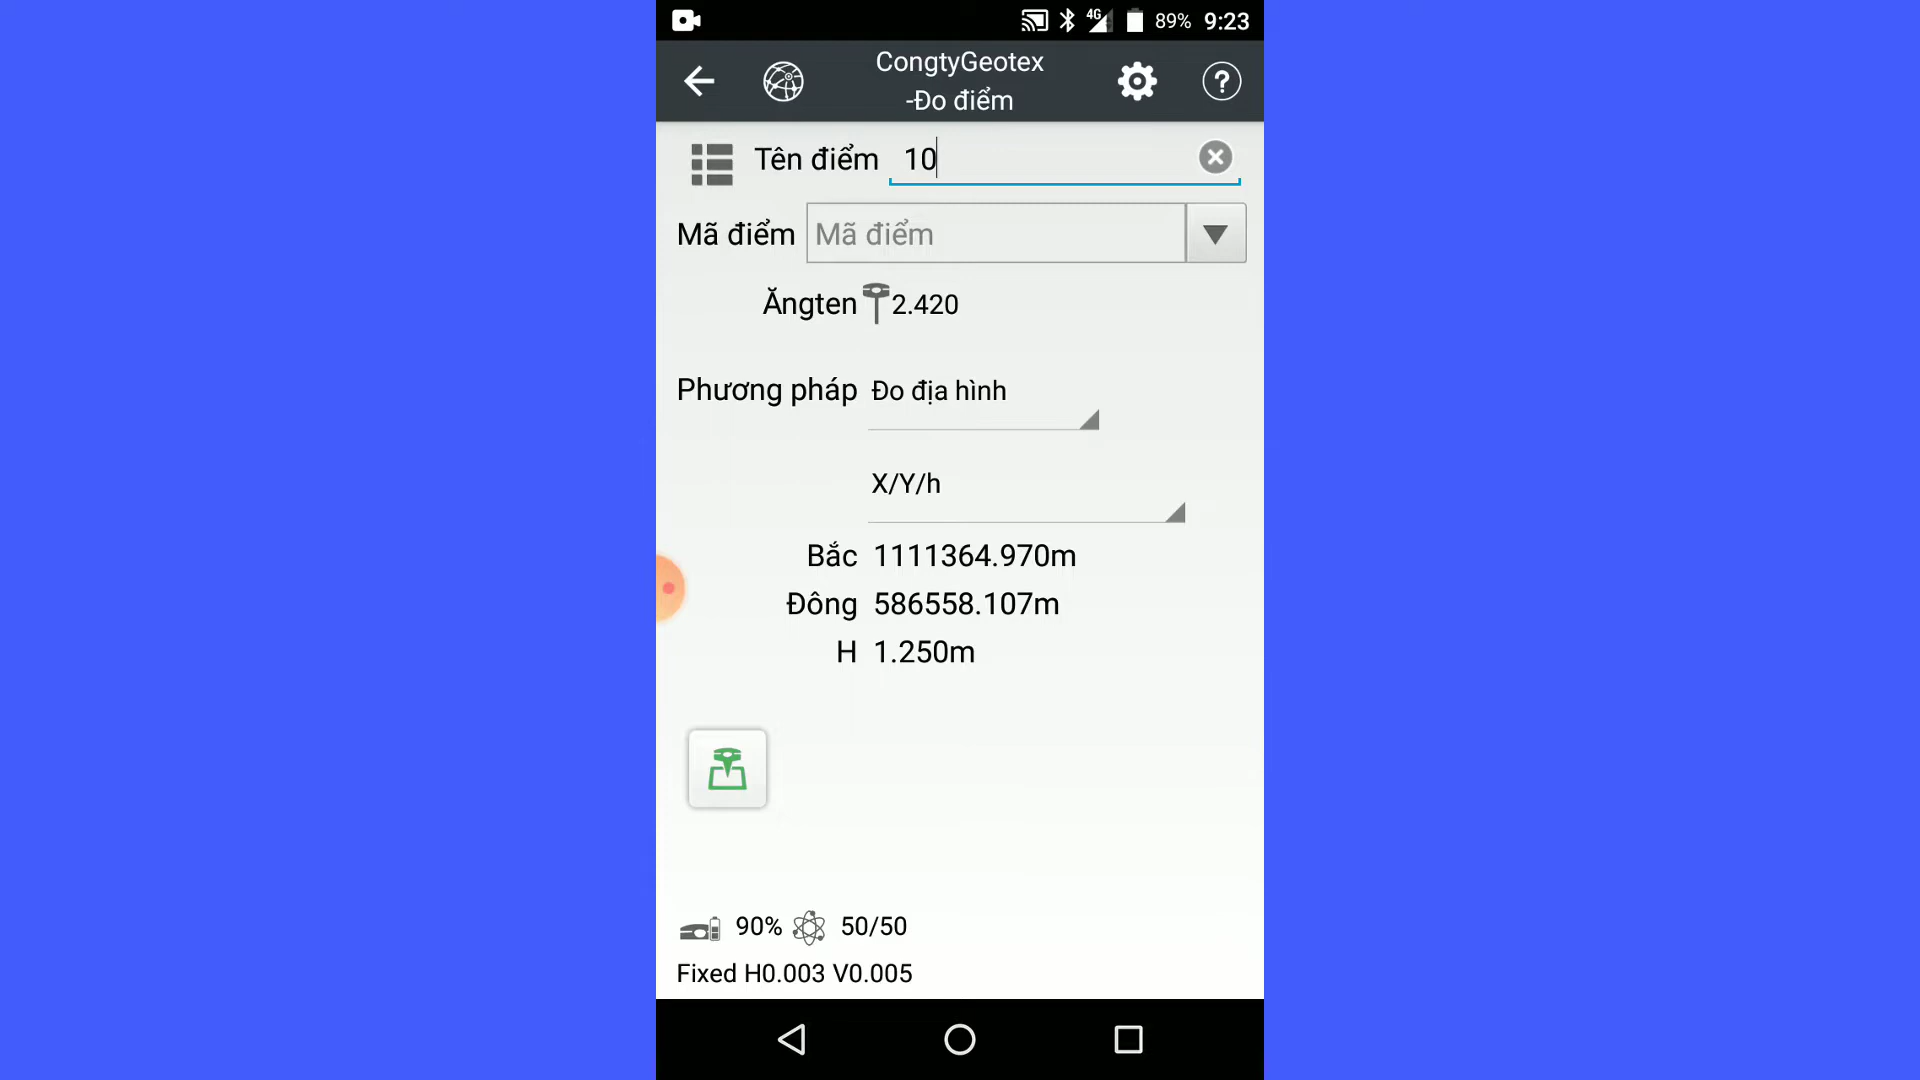 4G 89% 9:23
CongtyGeotex
-Đo điểm
?
Tên điểm 10
Mã điểm Mã điểm
Ăngten 2.420
Phương pháp Đo địa hình
X/Y/h
Bắc 1111364.970m
Đông 586558.107m
H 1.250m
90% 50/50
Fixed H0.003 V0.005